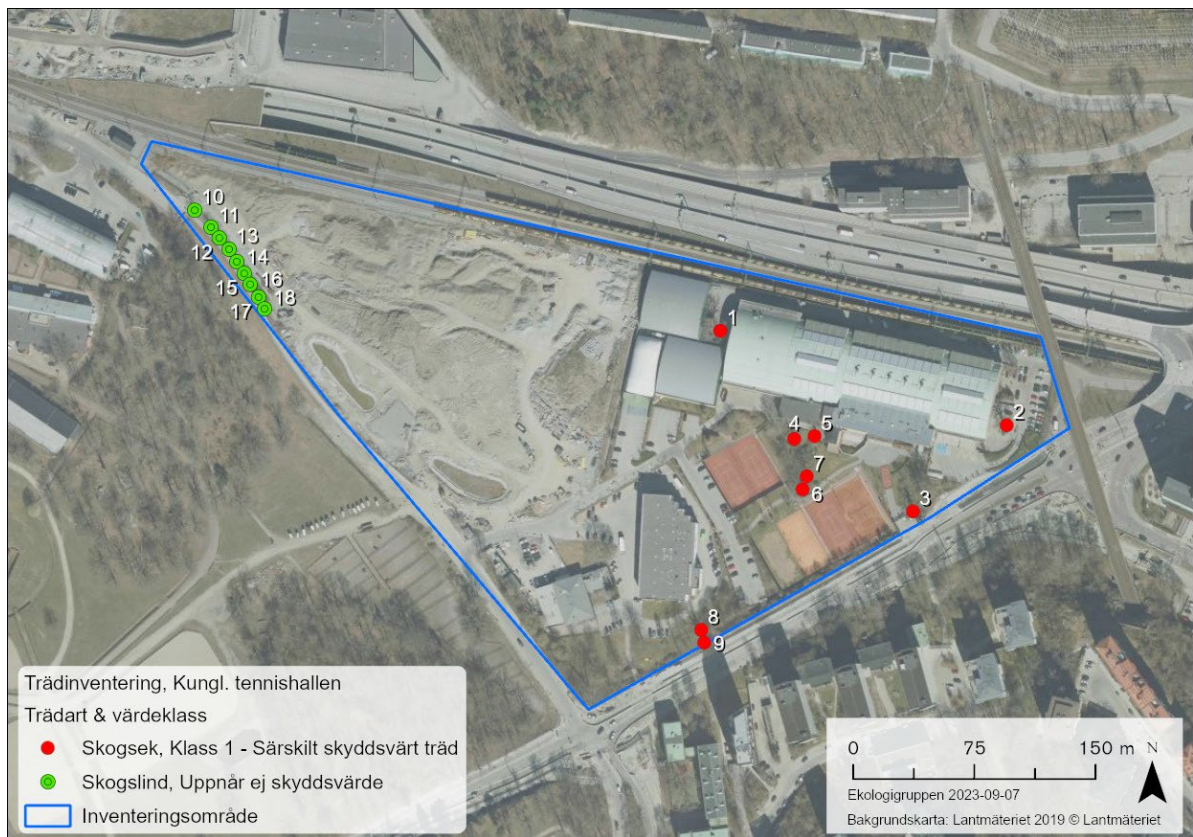 10
11
13
12
14
16
15
18
17
1
2
4
5
7
6
3
8
9
Trädinventering, Kungl. tennishallen
Trädart & värdeklass
Skogsek, Klass 1 - Särskilt skyddsvärt träd
Skogslind, Uppnår ej skyddsvärde
Inventeringsområde
0 75 150 m N
Ekologigruppen 2023-09-07
Bakgrundskarta: Lantmäteriet 2019 © Lantmäteriet